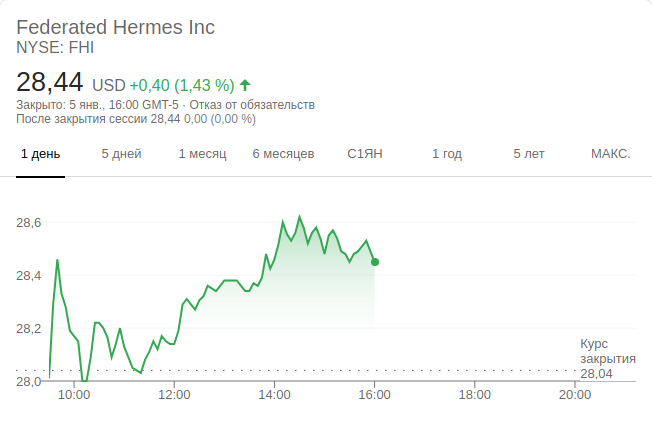 Federated Hermes Inc
NYSE: FHI
28,44 USD +0,40 (1,43 %)
Закрыто: 5 янв., 16:00 GMT-5 · Отказ от обязательств
После закрытия сессии 28,44 0,00 (0,00 %)
1 день 5 дней 1 месяц 6 месяцев С1ЯН 1 год 5 лет МАКС.
28,6
28,4
28,2
Курс
закрытия
28,04
28,0
10:00 12:00 14:00 16:00 18:00 20:00